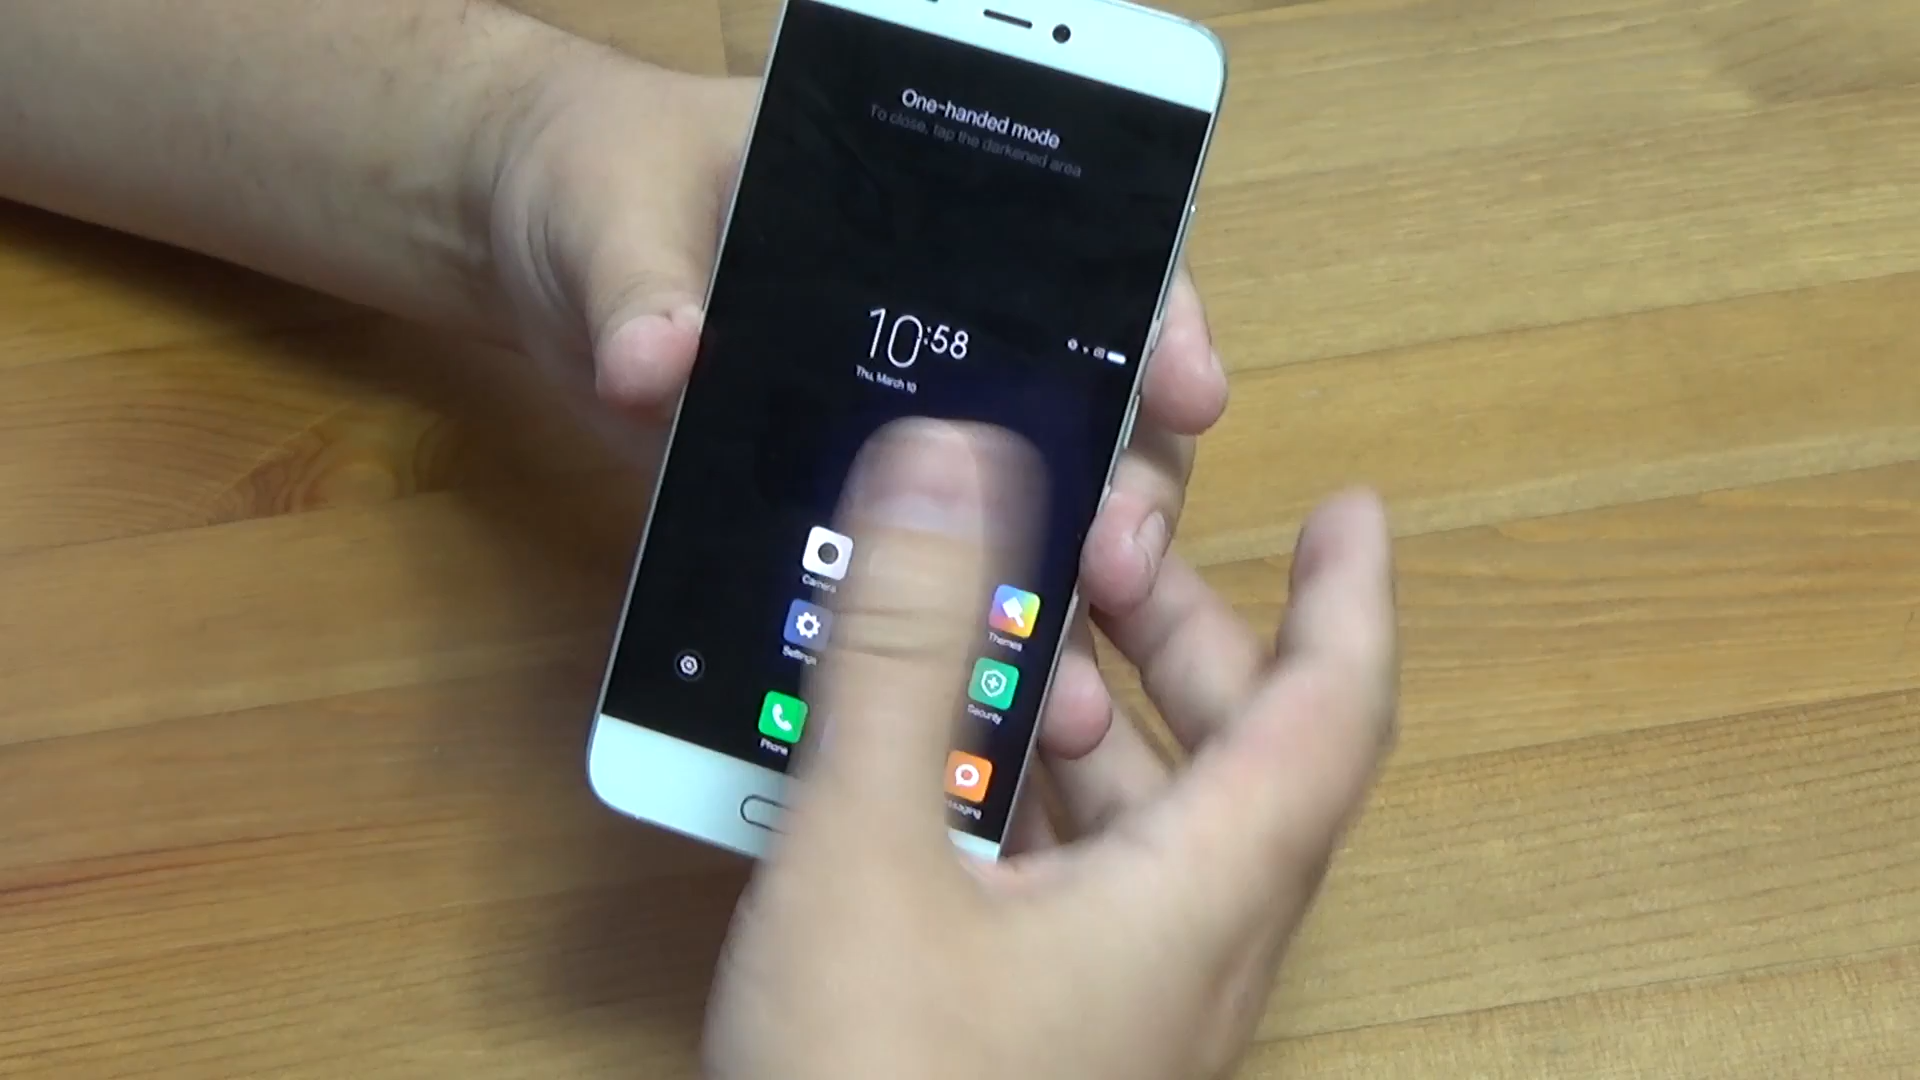 One-handed mode
To close, tap the darkened area
10:58
Thu, March 10
Camera
Themes
Settings
Security
Phone
ssaging